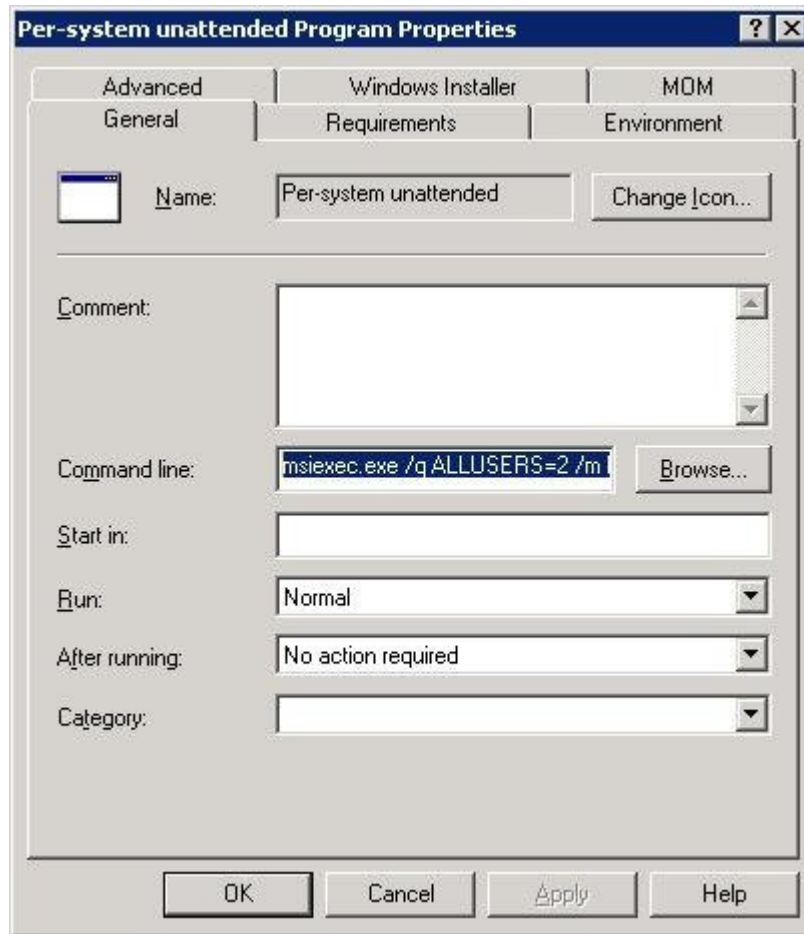 Per-system unattended Program Properties
Advanced Windows Installer MOM
General Requirements Environment
Name: Per-system unattended Change Icon...
Comment:
Command line: msiexec.exe /q ALLUSERS=2 /m Browse...
Start in:
Run: Normal
After running: No action required
Category:
OK Cancel Apply Help